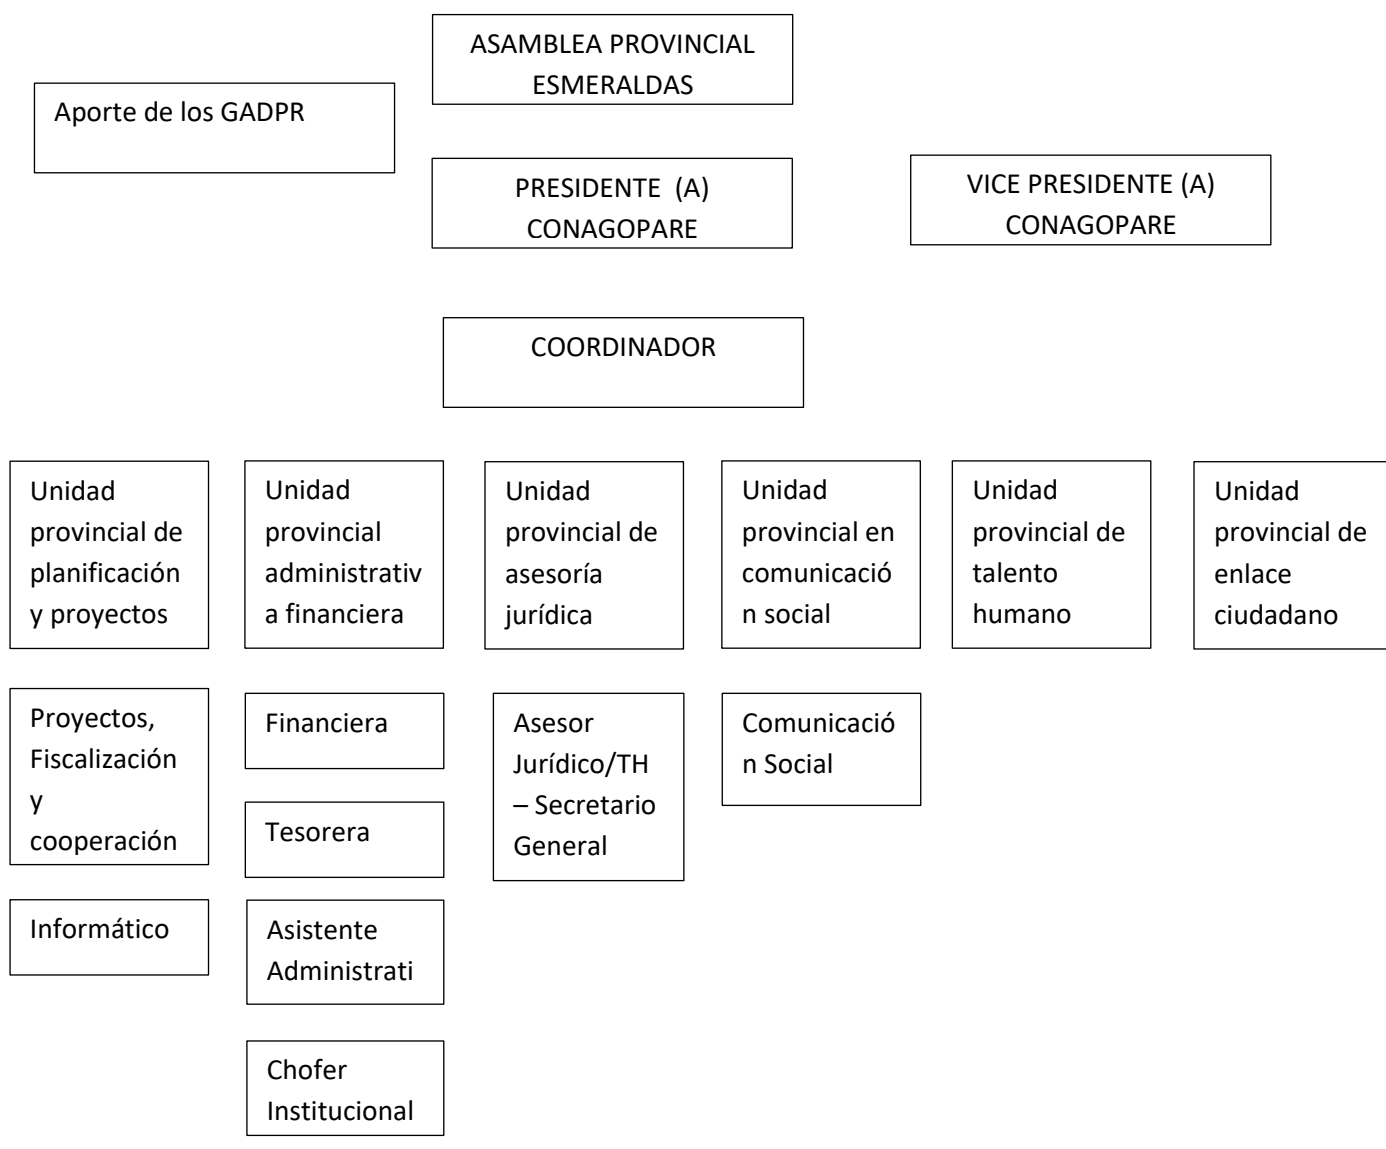 ASAMBLEA PROVINCIAL
ESMERALDAS
Aporte de los GADPR
PRESIDENTE (A)
CONAGOPARE
VICE PRESIDENTE (A)
CONAGOPARE
COORDINADOR
Unidad
provincial de
planificación
y proyectos
Unidad
provincial
administrativ
a financiera
Unidad
provincial de
asesoría
jurídica
Unidad
provincial en
comunicació
n social
Unidad
provincial de
talento
humano
Unidad
provincial de
enlace
ciudadano
Proyectos,
Fiscalización
y
cooperación
Financiera
Asesor
Jurídico/TH
– Secretario
General
Comunicació
n Social
Tesorera
Informático
Asistente
Administrati
Chofer
Institucional